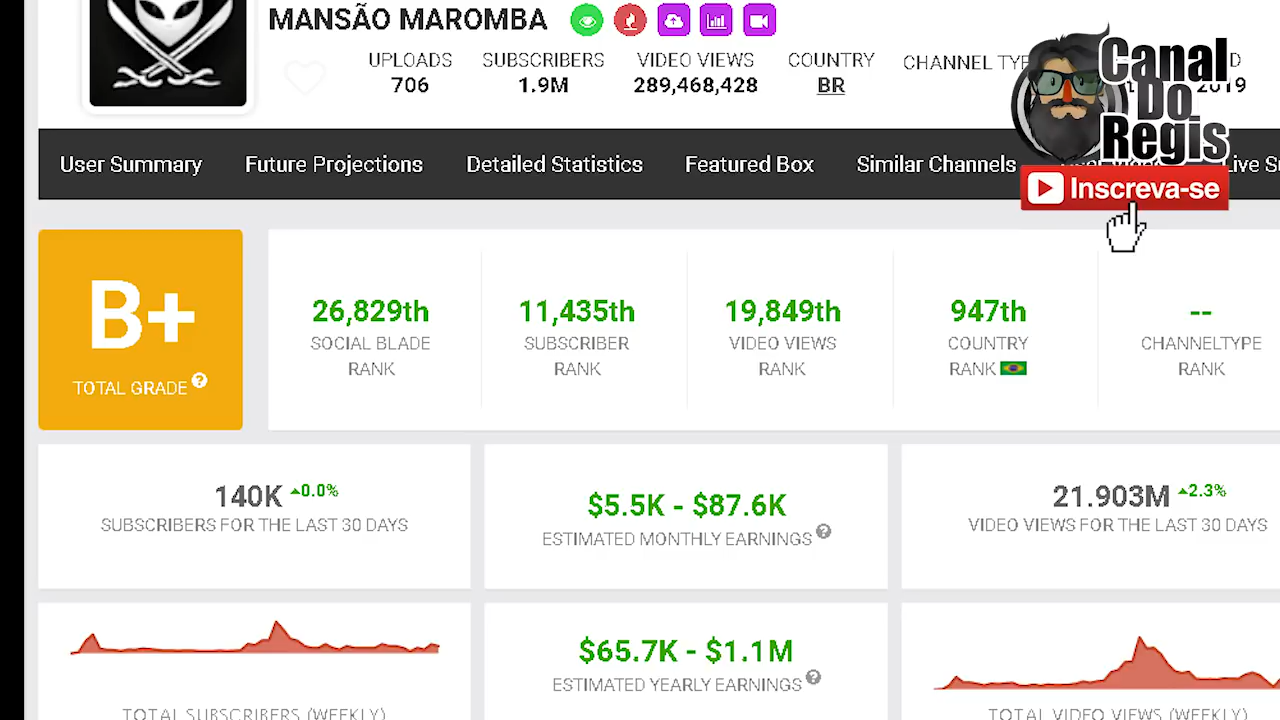 MANSÃO MAROMBA
UPLOADS SUBSCRIBERS VIDEO VIEWS COUNTRY CHANNEL TYPE
706 1.9M 289,468,428 BR 2019
Canal
Do
Regis
Inscreva-se
User Summary Future Projections Detailed Statistics Featured Box Similar Channels Live
B+
TOTAL GRADE ?
26,829th 11,435th 19,849th 947th --
SOCIAL BLADE SUBSCRIBER VIDEO VIEWS COUNTRY CHANNELTYPE
RANK RANK RANK RANK RANK
140K 0.0%
SUBSCRIBERS FOR THE LAST 30 DAYS
$5.5K - $87.6K
ESTIMATED MONTHLY EARNINGS ?
21.903M 2.3%
VIDEO VIEWS FOR THE LAST 30 DAYS
$65.7K - $1.1M
ESTIMATED YEARLY EARNINGS ?
TOTAL SUBSCRIBERS (WEEKLY)
TOTAL VIDEO VIEWS (WEEKLY)